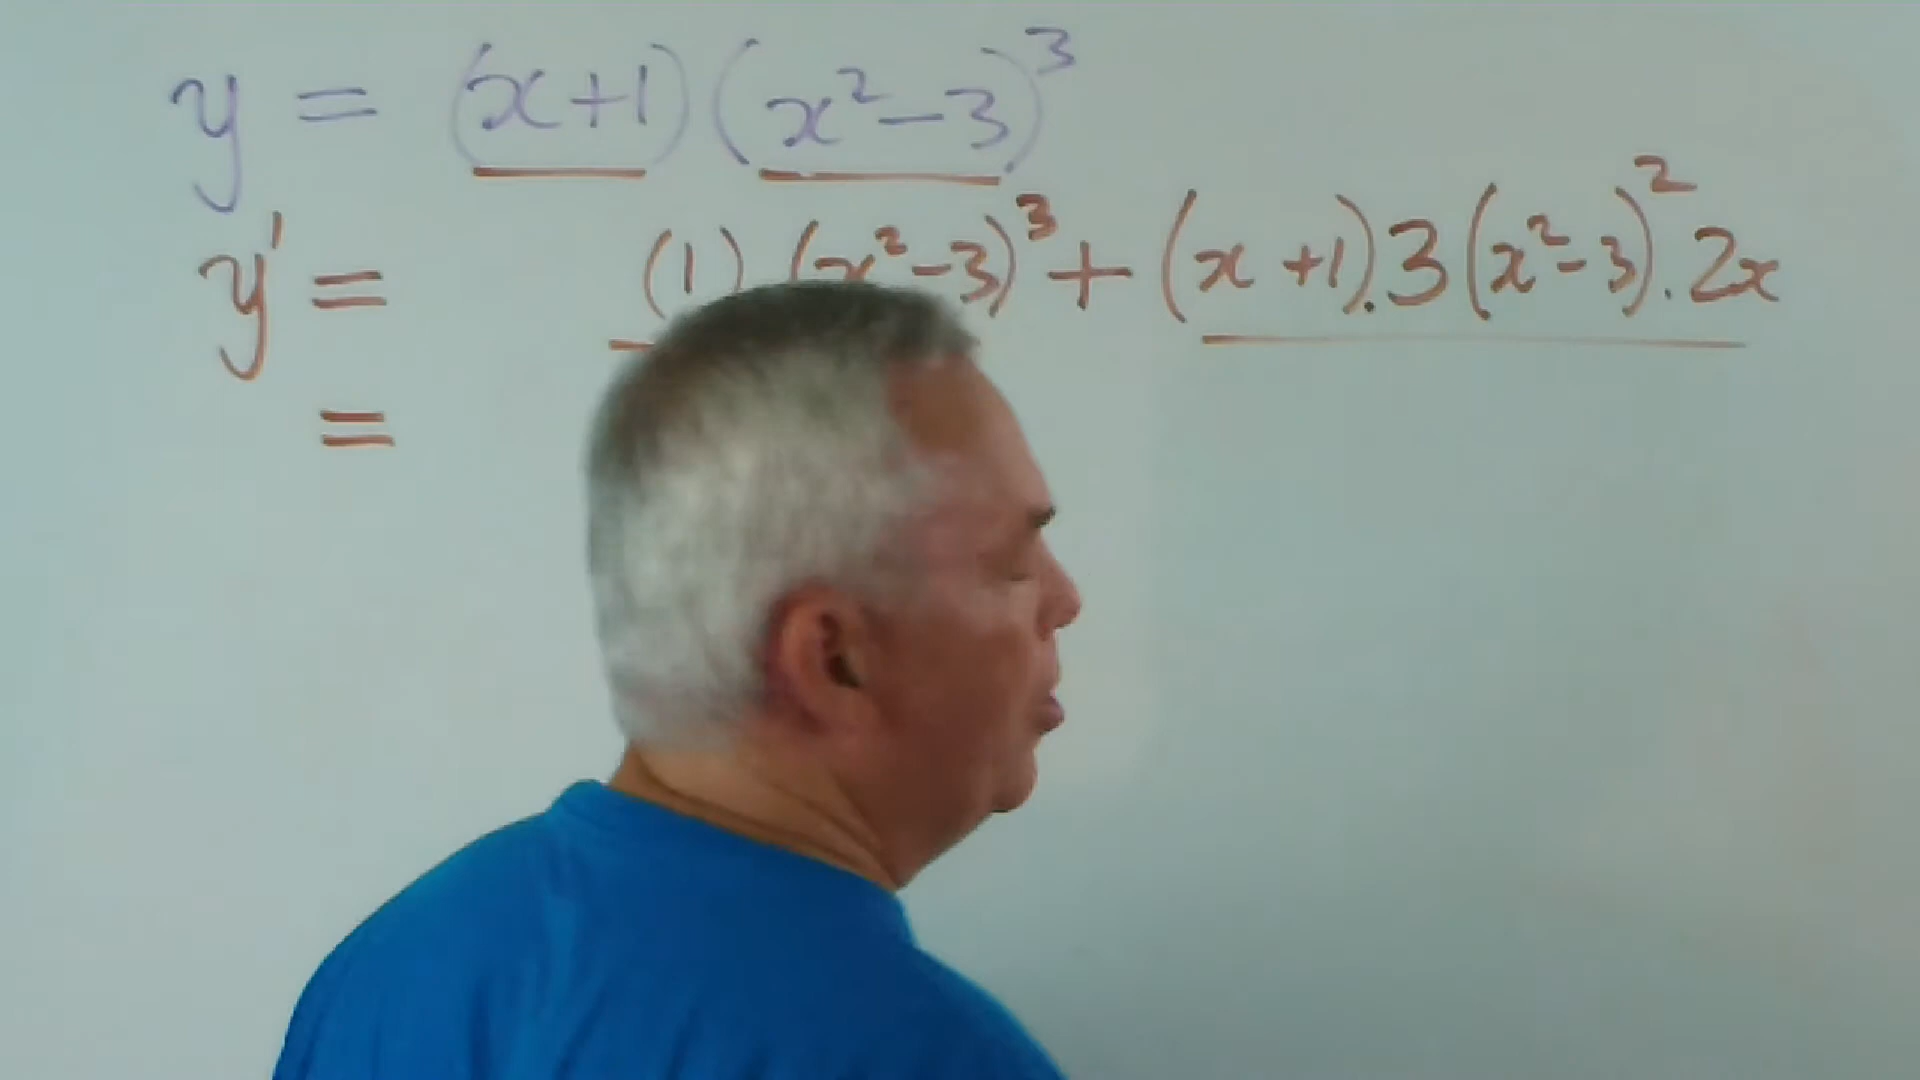 y = (x+1)(x²-3)³
y' = (1) (x²-3)³ + (x+1).3(x²-3)².2x
=